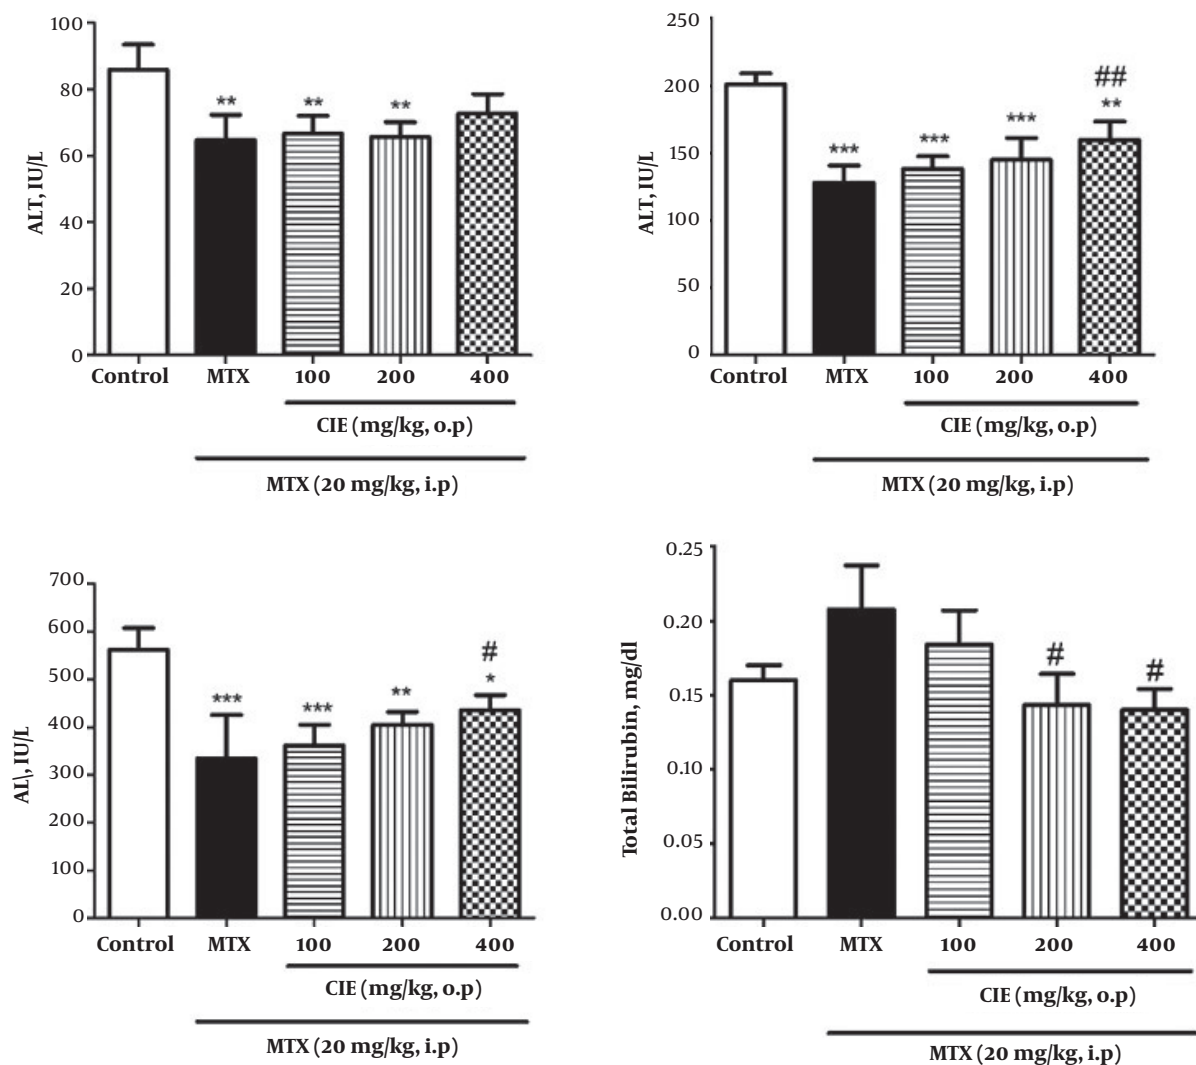 100
80
60
40
20
0
ALT, IU/L
** ** **
Control MTX 100 200 400
CIE (mg/kg, o.p)
MTX (20 mg/kg, i.p)
250
200
150
100
50
0
ALT, IU/L
*** *** *** ##
**
Control MTX 100 200 400
CIE (mg/kg, o.p)
MTX (20 mg/kg, i.p)
700
600
500
400
300
200
100
0
AL\, IU/L
*** *** ** #
*
Control MTX 100 200 400
CIE (mg/kg, o.p)
MTX (20 mg/kg, i.p)
0.25
0.20
0.15
0.10
0.05
0.00
Total Bilirubin, mg/dl
# #
Control MTX 100 200 400
CIE (mg/kg, o.p)
MTX (20 mg/kg, i.p)